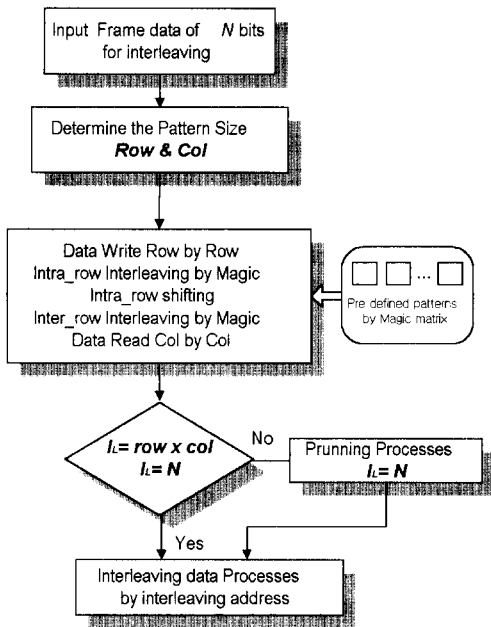 Input Frame data of N bits
for interleaving
Determine the Pattern Size
Row & Col
Data Write Row by Row
Intra_row Interleaving by Magic
Intra_row shifting
Inter_row Interleaving by Magic
Data Read Col by Col
...
Pre defined patterns
by Magic matrix
IL= row x col
IL= N
No
Prunning Processes
IL= N
Yes
Interleaving data Processes
by interleaving address